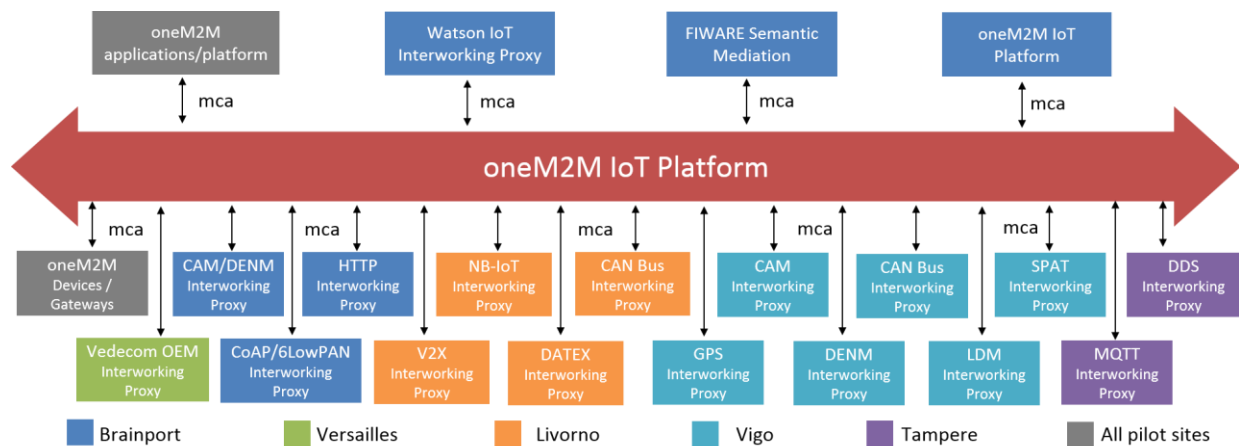 oneM2M
applications/platform
Watson IoT
Interworking Proxy
FIWARE Semantic
Mediation
oneM2M IoT
Platform
mca
mca
mca
mca
oneM2M IoT Platform
mca
mca
mca
mca
mca
oneM2M
Devices /
Gateways
CAM/DENM
Interworking
Proxy
HTTP
Interworking
Proxy
NB-IoT
Interworking
Proxy
CAN Bus
Interworking
Proxy
CAM
Interworking
Proxy
CAN Bus
Interworking
Proxy
SPAT
Interworking
Proxy
DDS
Interworking
Proxy
Vedecom OEM
Interworking
Proxy
CoAP/6LowPAN
Interworking
Proxy
V2X
Interworking
Proxy
DATEX
Interworking
Proxy
GPS
Interworking
Proxy
DENM
Interworking
Proxy
LDM
Interworking
Proxy
MQTT
Interworking
Proxy
Brainport
Versailles
Livorno
Vigo
Tampere
All pilot sites